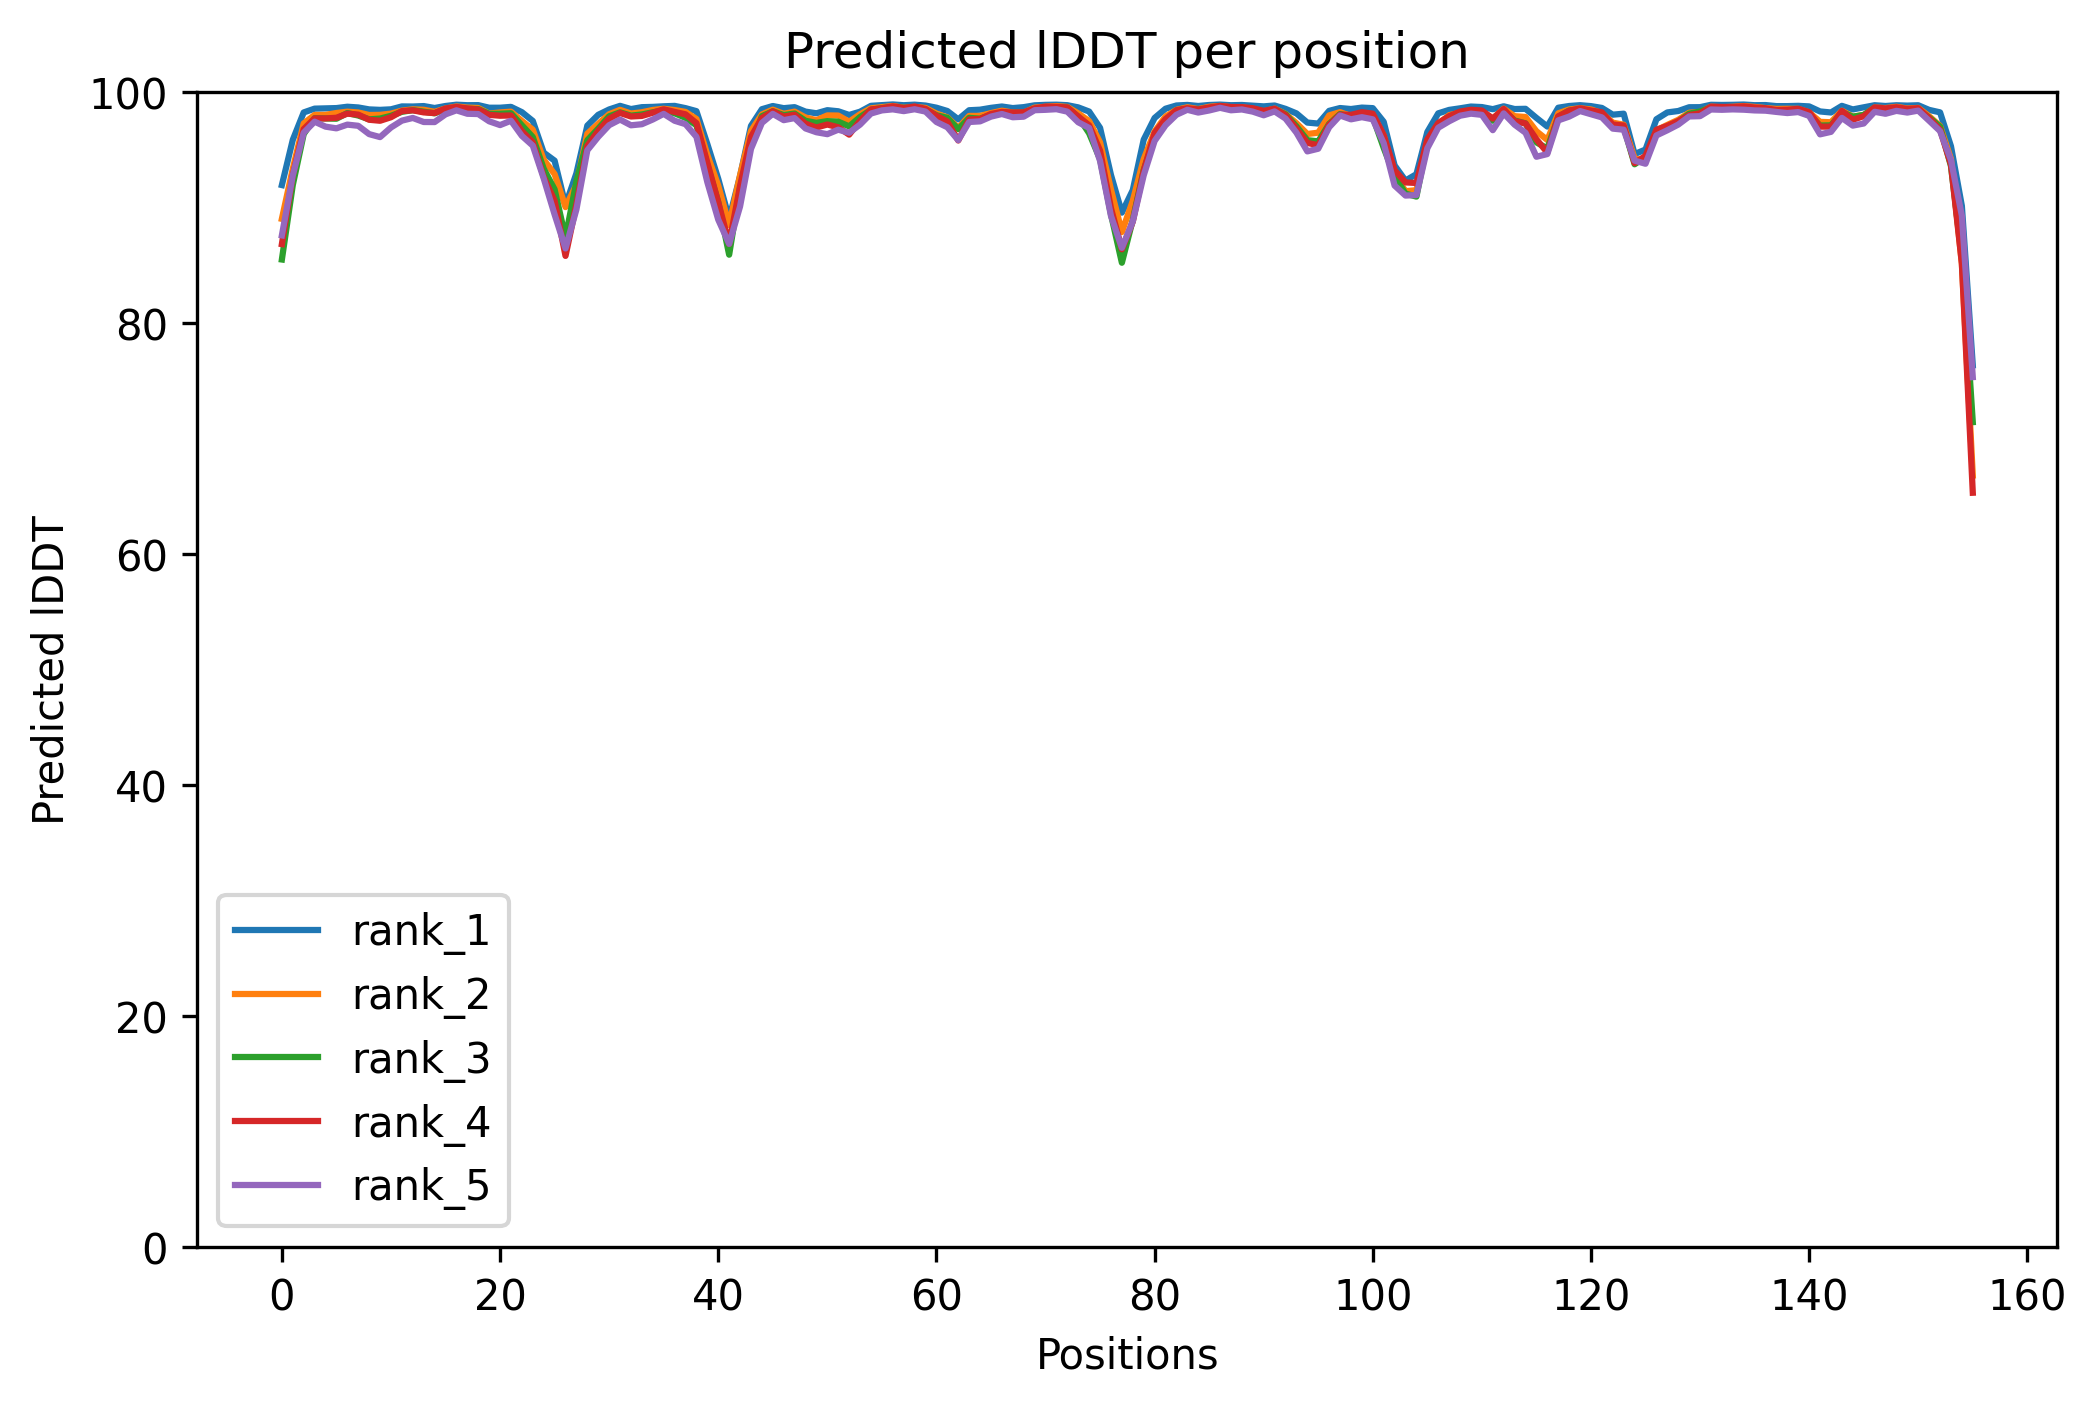 Predicted lDDT per position
100
80
60
40
20
0
Predicted lDDT
rank_1
rank_2
rank_3
rank_4
rank_5
0 20 40 60 80 100 120 140 160
Positions